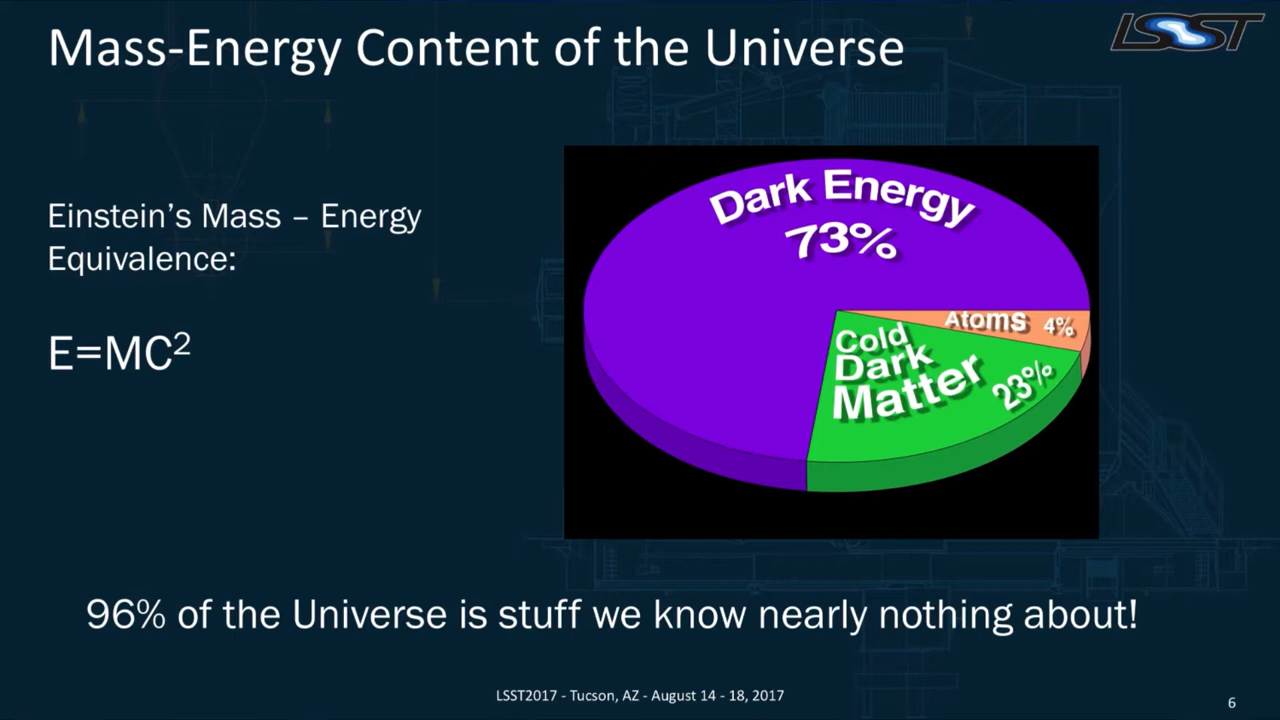 Mass-Energy Content of the Universe
LSST
Einstein’s Mass – Energy
Equivalence:
E=MC²
Dark Energy
73%
Atoms 4%
Cold
Dark
Matter
23%
96% of the Universe is stuff we know nearly nothing about!
LSST2017 - Tucson, AZ - August 14 - 18, 2017
6